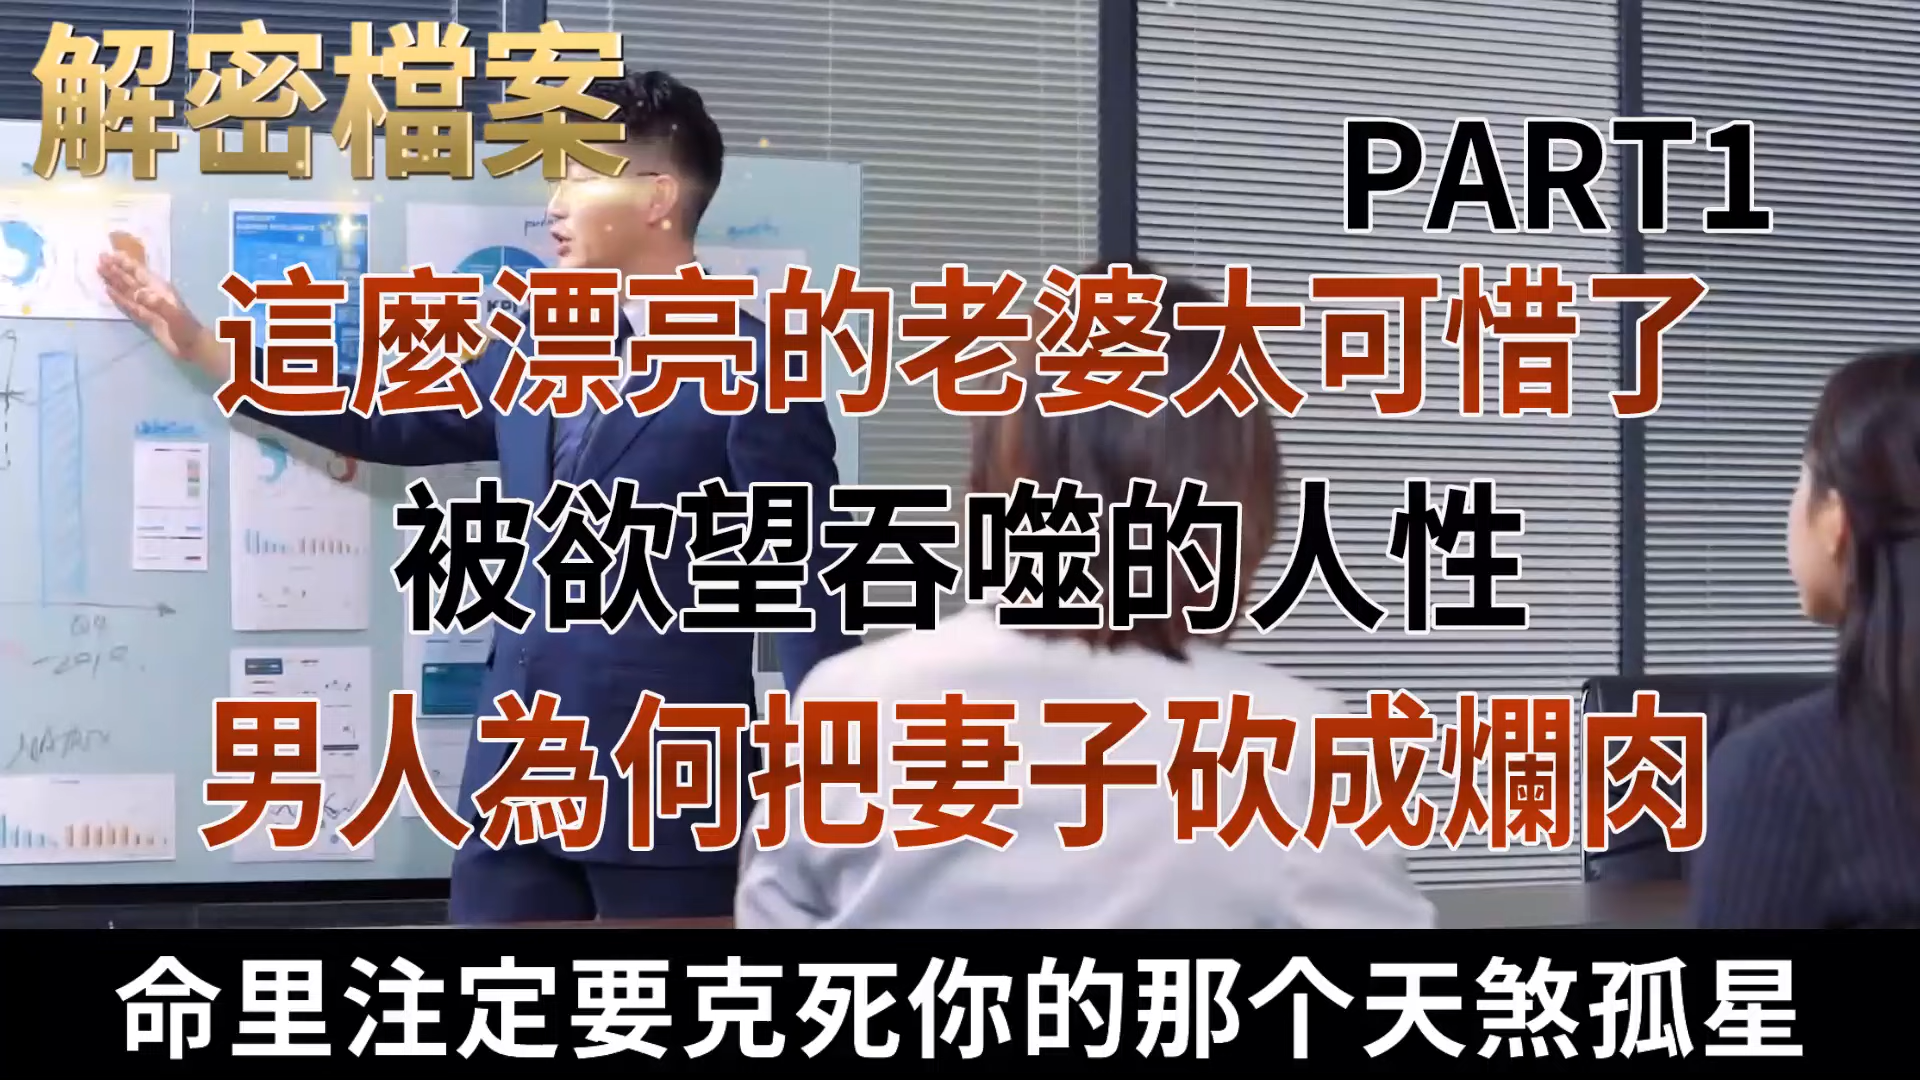 解密檔案
PART1
這麼漂亮的老婆太可惜了
被欲望吞噬的人性
男人為何把妻子砍成爛肉
命里注定要克死你的那个天煞孤星